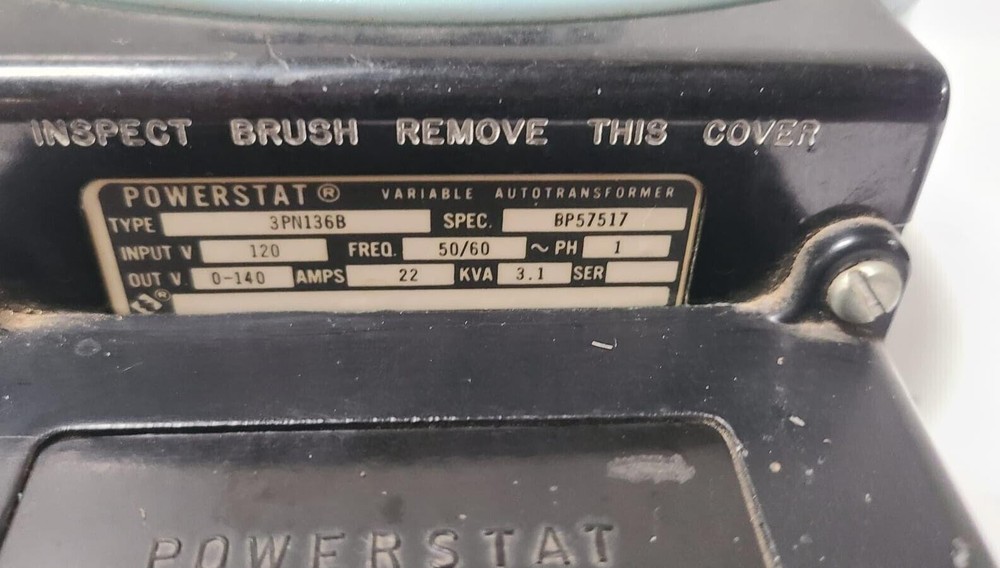 INSPECT BRUSH REMOVE THIS COVER
POWERSTAT® VARIABLE AUTOTRANSFORMER
TYPE 3PN136B SPEC. BP57517
INPUT V 120 FREQ. 50/60 ~ PH 1
OUT V. 0-140 AMPS 22 KVA 3.1 SER
®
POWERSTAT